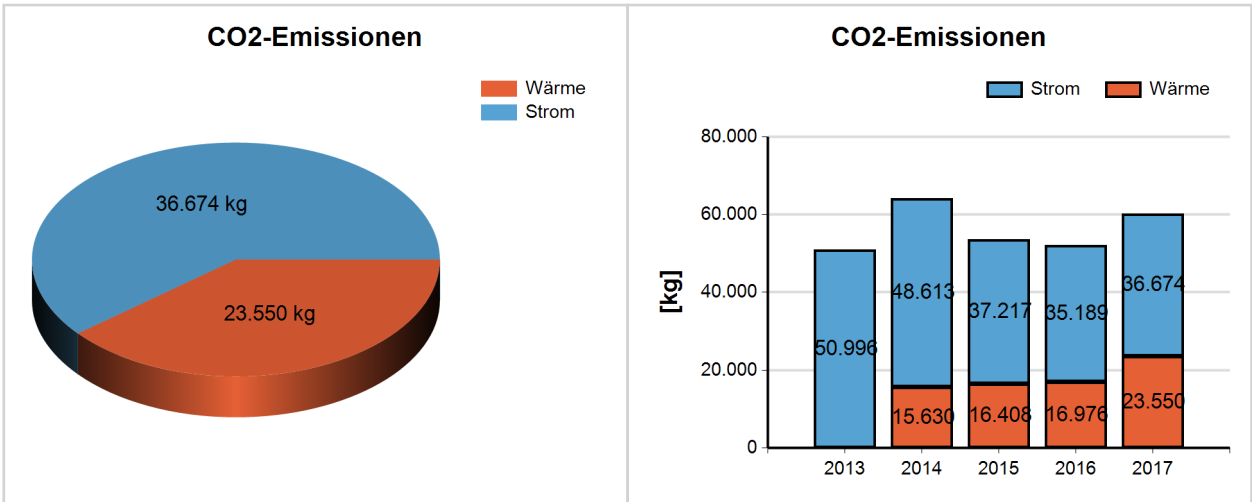 CO2-Emissionen
Wärme
Strom
36.674 kg
23.550 kg
CO2-Emissionen
Strom Wärme
80.000
60.000
40.000
20.000
0
[kg]
50.996
48.613
37.217
35.189
36.674
15.630
16.408
16.976
23.550
2013 2014 2015 2016 2017